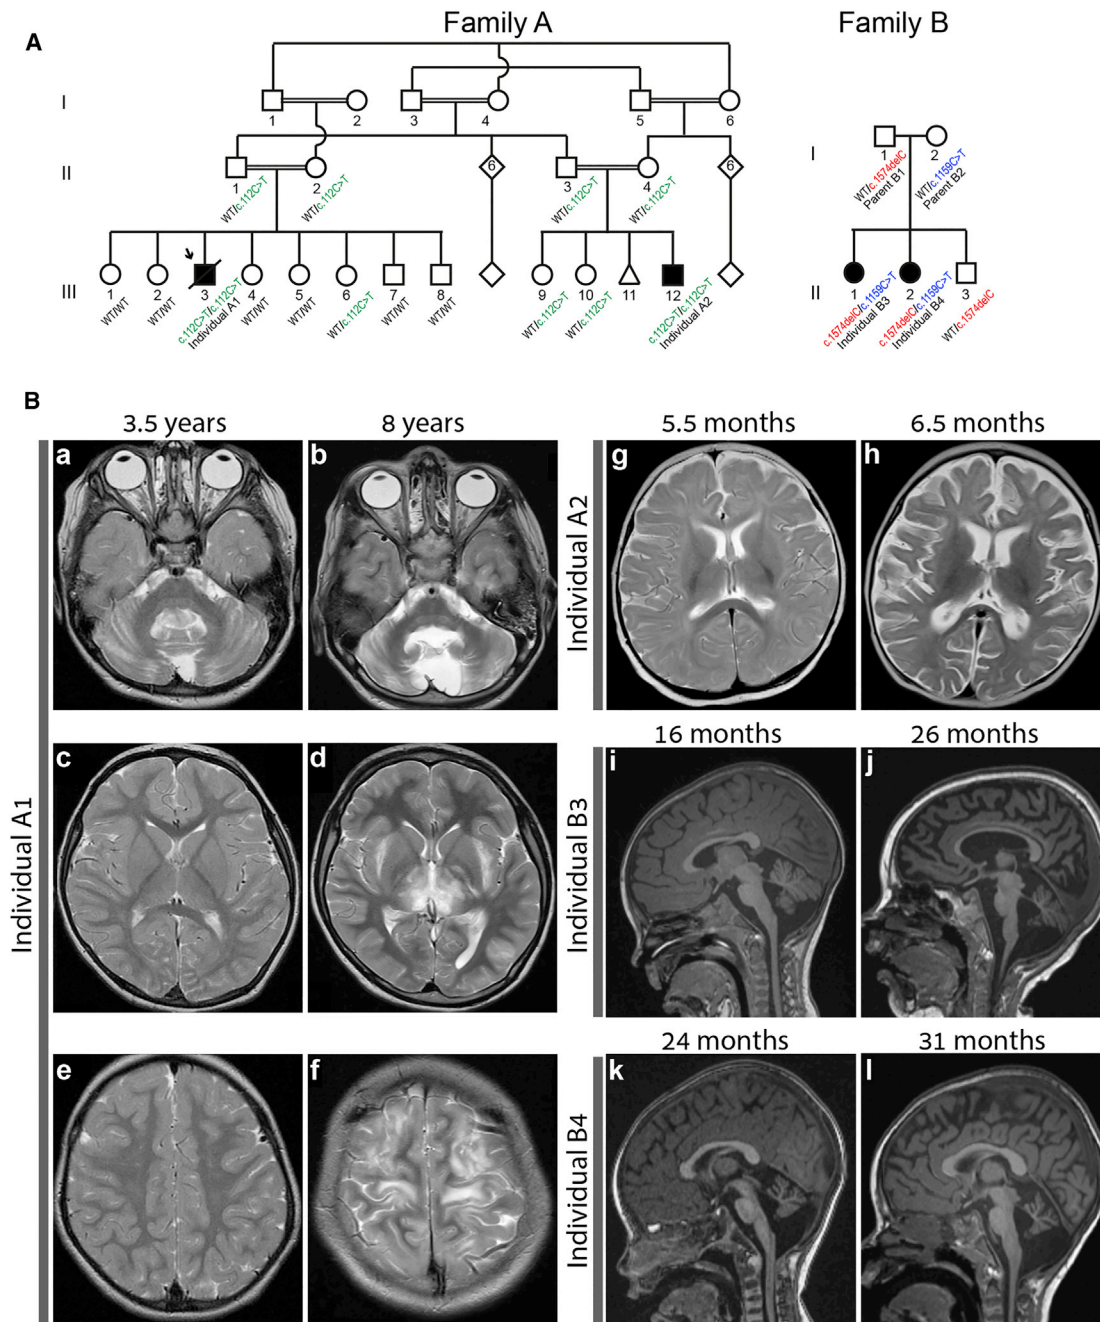 Family A
Family B
A
I
1
2
3
4
5
6
II
1
2
6
3
4
6
WT/c.112C>T
WT/c.112C>T
WT/c.112C>T
WT/c.112C>T
III
1
2
3
4
5
6
7
8
9
10
11
12
WT/WT
WT/WT
c.112C>T/c.112C>T
Individual A1
WT/WT
WT/WT
WT/c.112C>T
WT/WT
WT/WT
WT/c.112C>T
WT/c.112C>T
c.112C>T/c.112C>T
Individual A2
I
1
2
WT/c.1574delC
Parent B1
WT/c.1159C>T
Parent B2
II
1
2
3
c.1574delC/c.1159C>T
Individual B3
c.1574delC/c.1159C>T
Individual B4
WT/c.1574delC
B
3.5 years
8 years
5.5 months
6.5 months
a
b
g
h
Individual A1
Individual A2
16 months
26 months
c
d
i
j
Individual B3
24 months
31 months
e
f
k
l
Individual B4